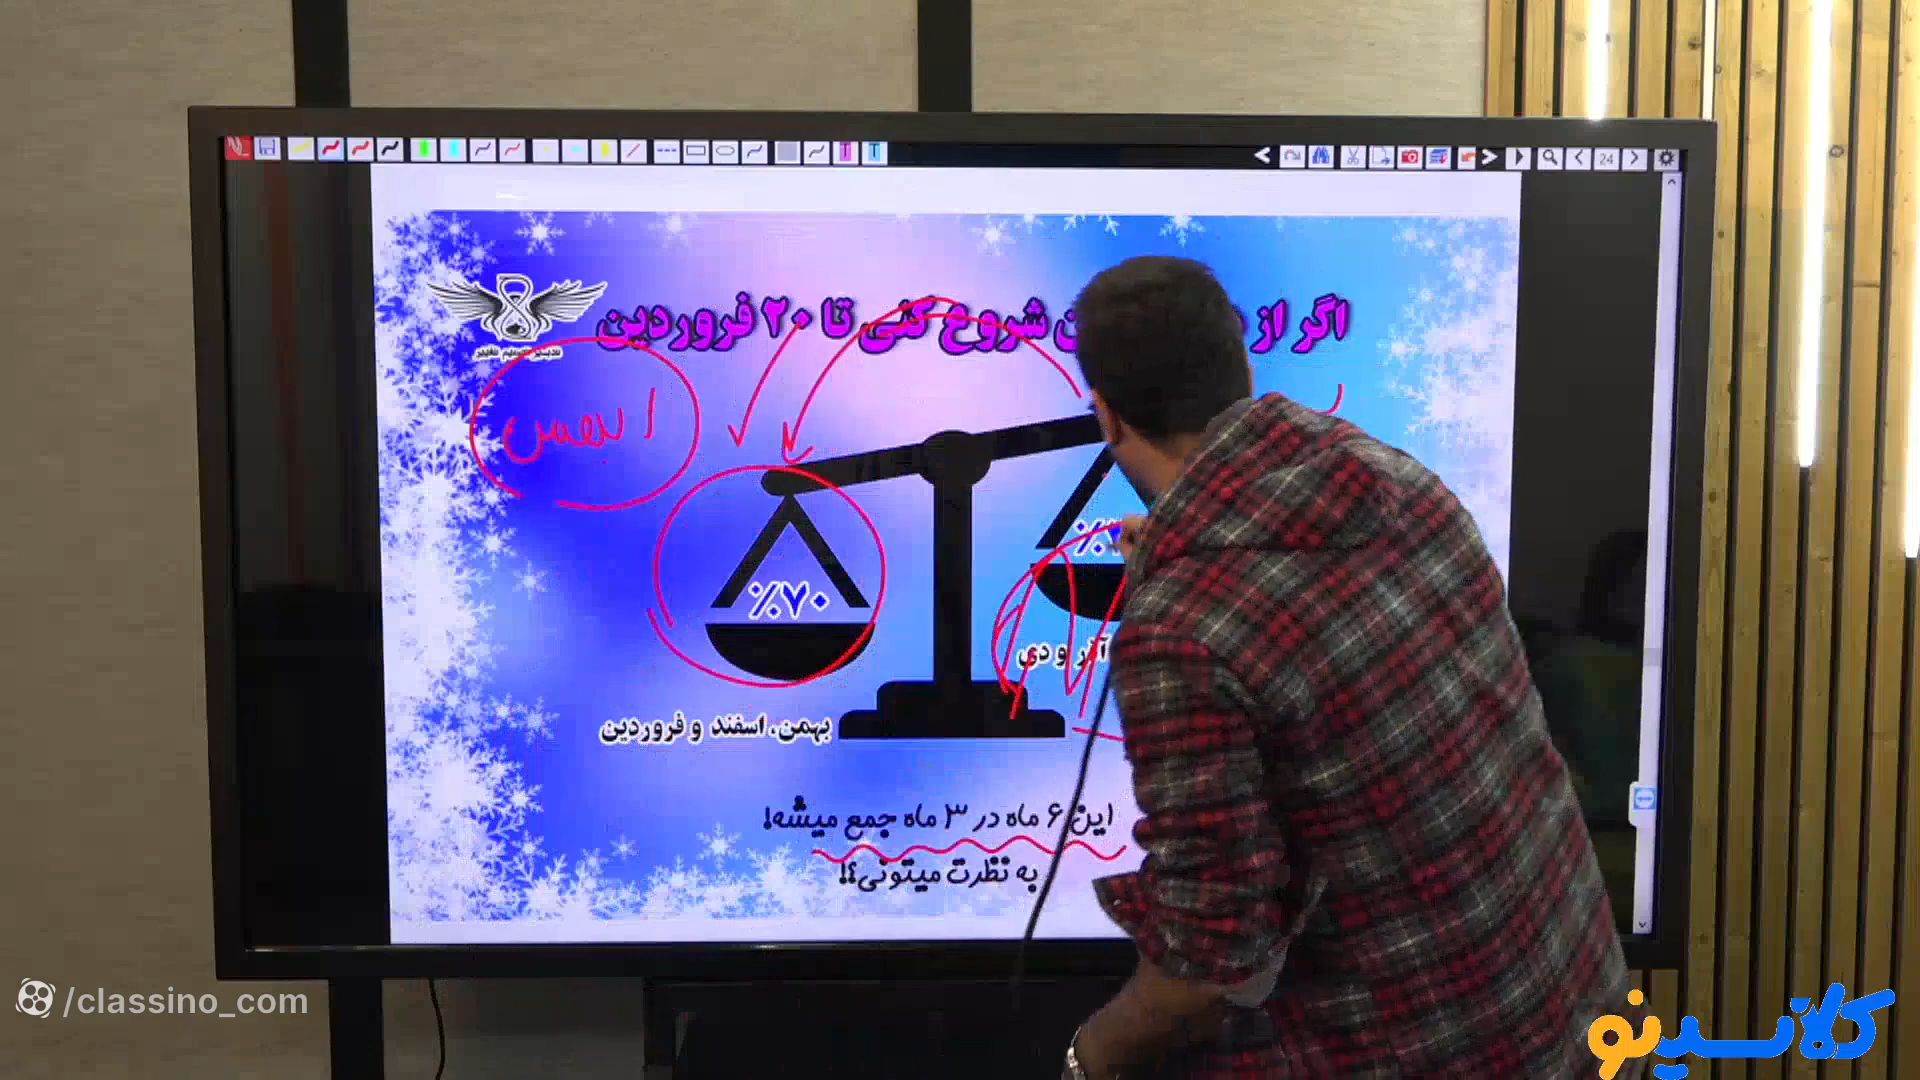 24
اگر از
شروع کنی تا ۲۰ فروردین
۱ بهمن
٪۷۰
آذر و دی
بهمن، اسفند و فروردین
این ۶ ماه در ۳ ماه جمع میشه!
به نظرت میتونی؟!
/classino_com
کلاسینو